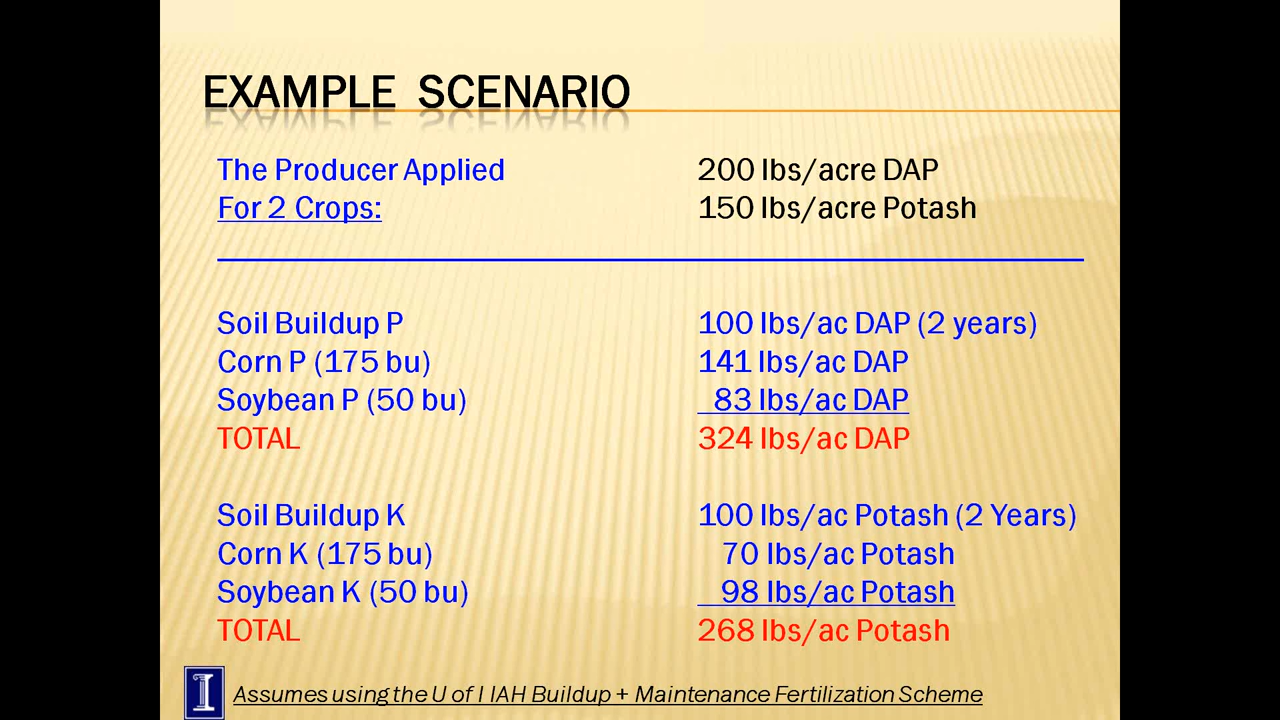 EXAMPLE SCENARIO
The Producer Applied 200 lbs/acre DAP
For 2 Crops: 150 lbs/acre Potash
Soil Buildup P 100 lbs/ac DAP (2 years)
Corn P (175 bu) 141 lbs/ac DAP
Soybean P (50 bu) 83 lbs/ac DAP
TOTAL 324 lbs/ac DAP
Soil Buildup K 100 lbs/ac Potash (2 Years)
Corn K (175 bu) 70 lbs/ac Potash
Soybean K (50 bu) 98 lbs/ac Potash
TOTAL 268 lbs/ac Potash
I Assumes using the U of I IAH Buildup + Maintenance Fertilization Scheme